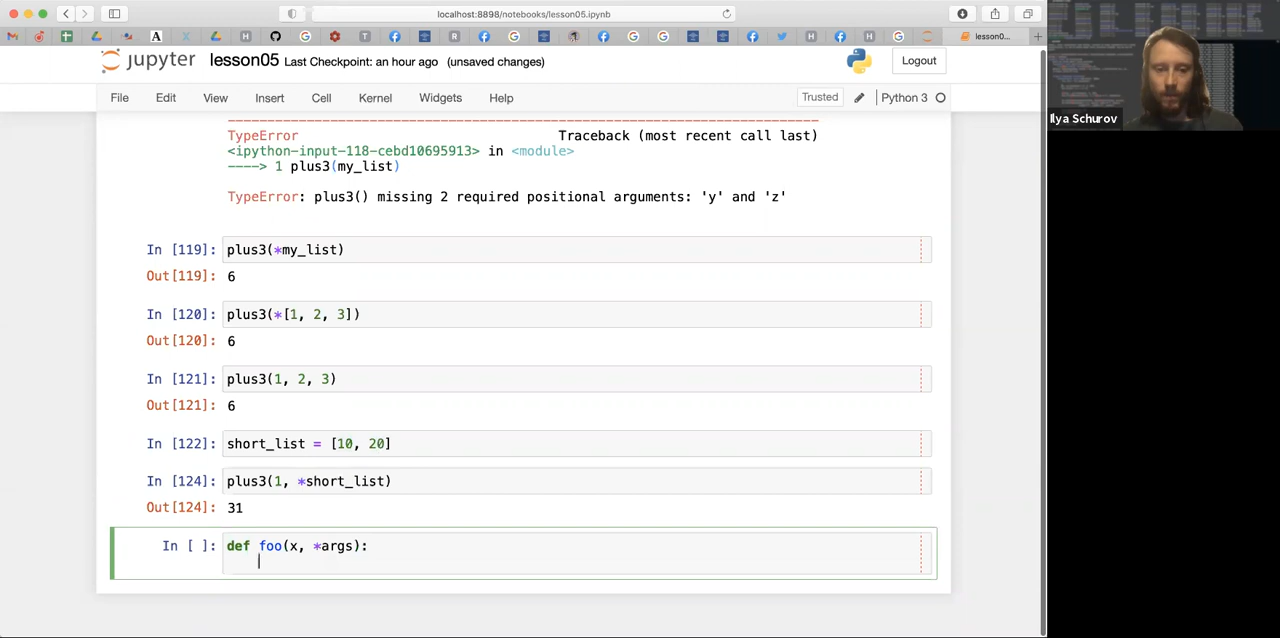 localhost:8898/notebooks/lesson05.ipynb
lesson0...
jupyter lesson05 Last Checkpoint: an hour ago (unsaved changes)
Logout
File Edit View Insert Cell Kernel Widgets Help
Trusted Python 3
TypeError Traceback (most recent call last)
<ipython-input-118-cebd10695913> in <module>
----> 1 plus3(my_list)
TypeError: plus3() missing 2 required positional arguments: 'y' and 'z'
In [119]: plus3(*my_list)
Out[119]: 6
In [120]: plus3(*[1, 2, 3])
Out[120]: 6
In [121]: plus3(1, 2, 3)
Out[121]: 6
In [122]: short_list = [10, 20]
In [124]: plus3(1, *short_list)
Out[124]: 31
In [ ]: def foo(x, *args):
Ilya Schurov